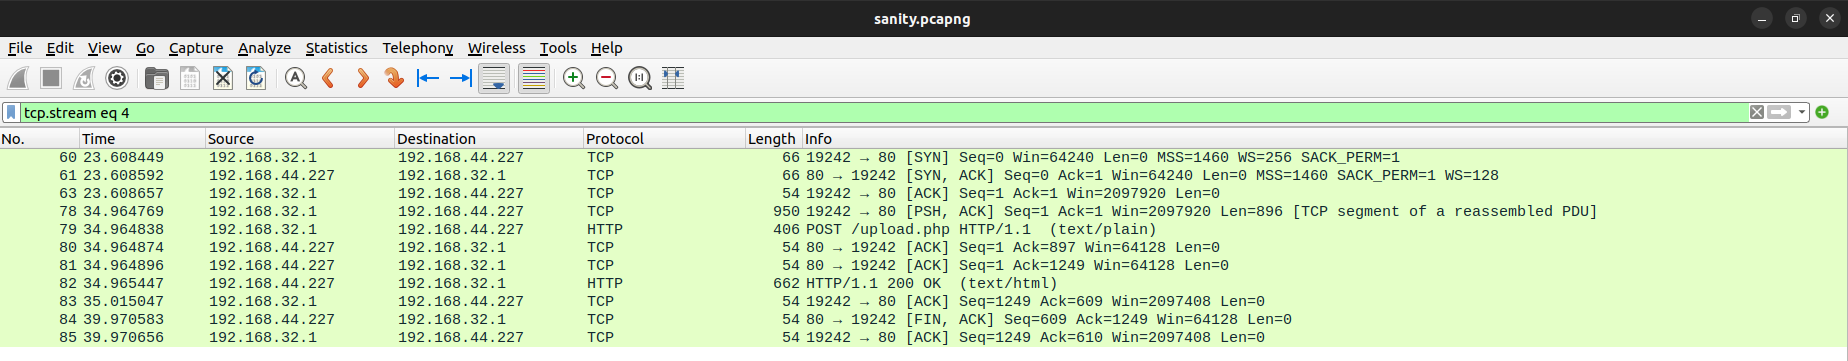 sanity.pcapng
File Edit View Go Capture Analyze Statistics Telephony Wireless Tools Help
tcp.stream eq 4
No. Time Source Destination Protocol Length Info
60 23.608449 192.168.32.1 192.168.44.227 TCP 66 19242 → 80 [SYN] Seq=0 Win=64240 Len=0 MSS=1460 WS=256 SACK_PERM=1
61 23.608592 192.168.44.227 192.168.32.1 TCP 66 80 → 19242 [SYN, ACK] Seq=0 Ack=1 Win=64240 Len=0 MSS=1460 SACK_PERM=1 WS=128
63 23.608657 192.168.32.1 192.168.44.227 TCP 54 19242 → 80 [ACK] Seq=1 Ack=1 Win=2097920 Len=0
78 34.964769 192.168.32.1 192.168.44.227 TCP 950 19242 → 80 [PSH, ACK] Seq=1 Ack=1 Win=2097920 Len=896 [TCP segment of a reassembled PDU]
79 34.964838 192.168.32.1 192.168.44.227 HTTP 406 POST /upload.php HTTP/1.1  (text/plain)
80 34.964874 192.168.44.227 192.168.32.1 TCP 54 80 → 19242 [ACK] Seq=1 Ack=897 Win=64128 Len=0
81 34.964896 192.168.44.227 192.168.32.1 TCP 54 80 → 19242 [ACK] Seq=1 Ack=1249 Win=64128 Len=0
82 34.965447 192.168.44.227 192.168.32.1 HTTP 662 HTTP/1.1 200 OK  (text/html)
83 35.015047 192.168.32.1 192.168.44.227 TCP 54 19242 → 80 [ACK] Seq=1249 Ack=609 Win=2097408 Len=0
84 39.970583 192.168.44.227 192.168.32.1 TCP 54 80 → 19242 [FIN, ACK] Seq=609 Ack=1249 Win=64128 Len=0
85 39.970656 192.168.32.1 192.168.44.227 TCP 54 19242 → 80 [ACK] Seq=1249 Ack=610 Win=2097408 Len=0